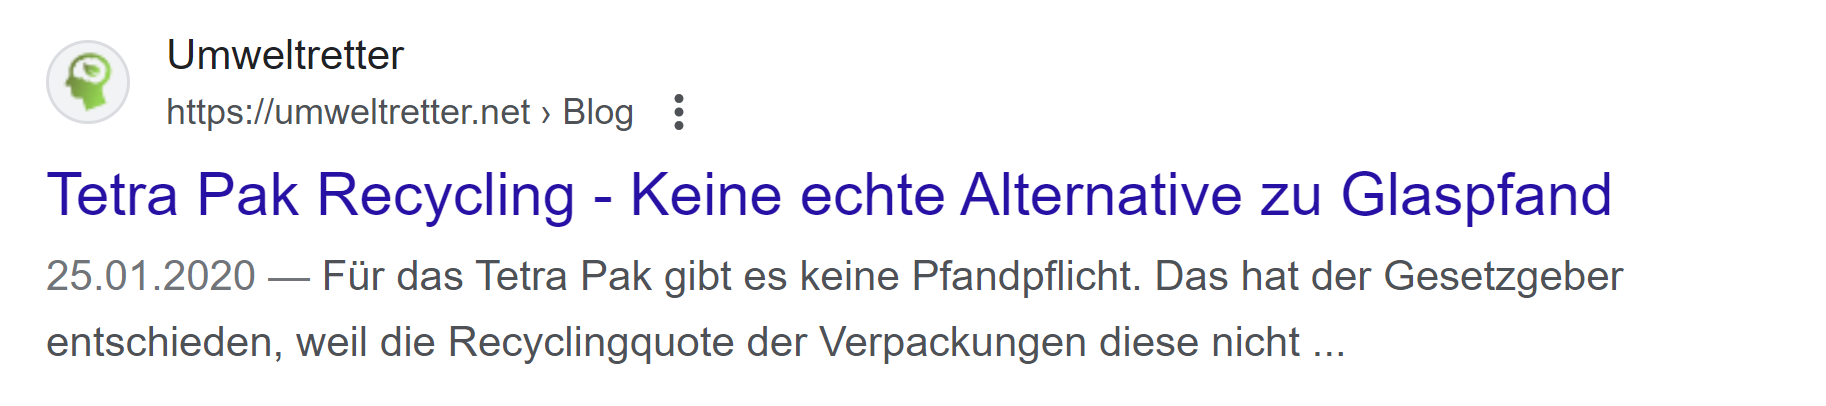 Umweltretter
https://umweltretter.net › Blog
Tetra Pak Recycling - Keine echte Alternative zu Glaspfand
25.01.2020 — Für das Tetra Pak gibt es keine Pfandpflicht. Das hat der Gesetzgeber
entschieden, weil die Recyclingquote der Verpackungen diese nicht ...